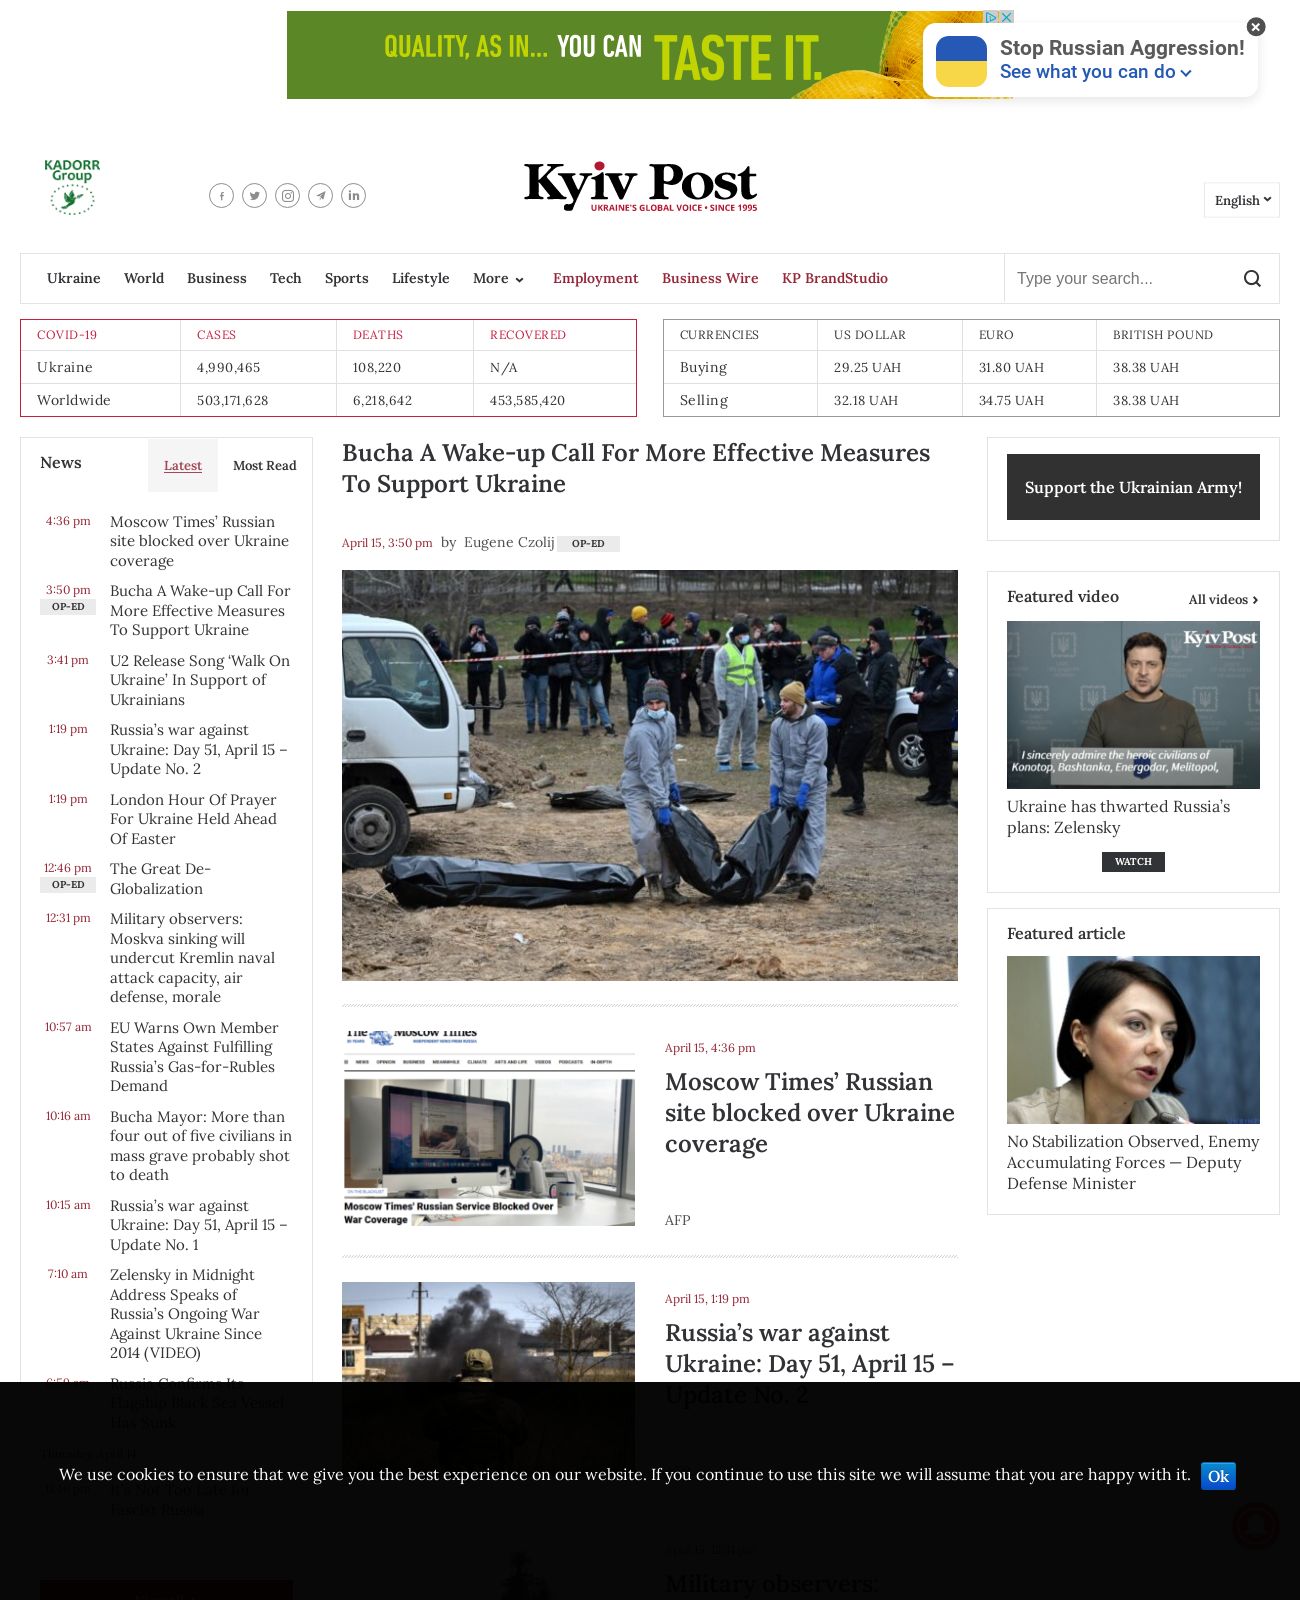 QUALITY, AS IN... YOU CAN TASTE IT.
Stop Russian Aggression!
See what you can do
KADORR
Group
Kyiv Post
UKRAINE'S GLOBAL VOICE • SINCE 1995
English
Ukraine World Business Tech Sports Lifestyle More Employment Business Wire KP BrandStudio Type your search...
COVID-19 CASES DEATHS RECOVERED
Ukraine 4,990,465 108,220 N/A
Worldwide 503,171,628 6,218,642 453,585,420
CURRENCIES US DOLLAR EURO BRITISH POUND
Buying 29.25 UAH 31.80 UAH 38.38 UAH
Selling 32.18 UAH 34.75 UAH 38.38 UAH
News Latest Most Read
4:36 pm Moscow Times’ Russian
site blocked over Ukraine
coverage
3:50 pm Bucha A Wake-up Call For
OP-ED More Effective Measures
To Support Ukraine
3:41 pm U2 Release Song ‘Walk On
Ukraine’ In Support of
Ukrainians
1:19 pm Russia’s war against
Ukraine: Day 51, April 15 –
Update No. 2
1:19 pm London Hour Of Prayer
For Ukraine Held Ahead
Of Easter
12:46 pm The Great De-
OP-ED Globalization
12:31 pm Military observers:
Moskva sinking will
undercut Kremlin naval
attack capacity, air
defense, morale
10:57 am EU Warns Own Member
States Against Fulfilling
Russia’s Gas-for-Rubles
Demand
10:16 am Bucha Mayor: More than
four out of five civilians in
mass grave probably shot
to death
10:15 am Russia’s war against
Ukraine: Day 51, April 15 –
Update No. 1
7:10 am Zelensky in Midnight
Address Speaks of
Russia’s Ongoing War
Against Ukraine Since
2014 (VIDEO)
6:59 am Russia Confirms Its
Flagship Black Sea Vessel
Has Sunk
Bucha A Wake-up Call For More Effective Measures
To Support Ukraine
April 15, 3:50 pm by Eugene Czolij OP-ED
The Moscow Times
INDEPENDENT NEWS FROM RUSSIA
NEWS OPINION BUSINESS MEANWHILE CLIMATE ARTS AND LIFE VIDEOS PODCASTS IN-DEPTH
ON THE BLACKLIST
Moscow Times' Russian Service Blocked Over
War Coverage
April 15, 4:36 pm
Moscow Times’ Russian
site blocked over Ukraine
coverage
AFP
April 15, 1:19 pm
Russia’s war against
Ukraine: Day 51, April 15 –
Update No. 2
Military observers:
Support the Ukrainian Army!
Featured video All videos
Kyiv Post
I sincerely admire the heroic civilians of
Konotop, Bashtanka, Energodar, Melitopol,
Ukraine has thwarted Russia’s
plans: Zelensky
WATCH
Featured article
No Stabilization Observed, Enemy
Accumulating Forces — Deputy
Defense Minister
We use cookies to ensure that we give you the best experience on our website. If you continue to use this site we will assume that you are happy with it. Ok